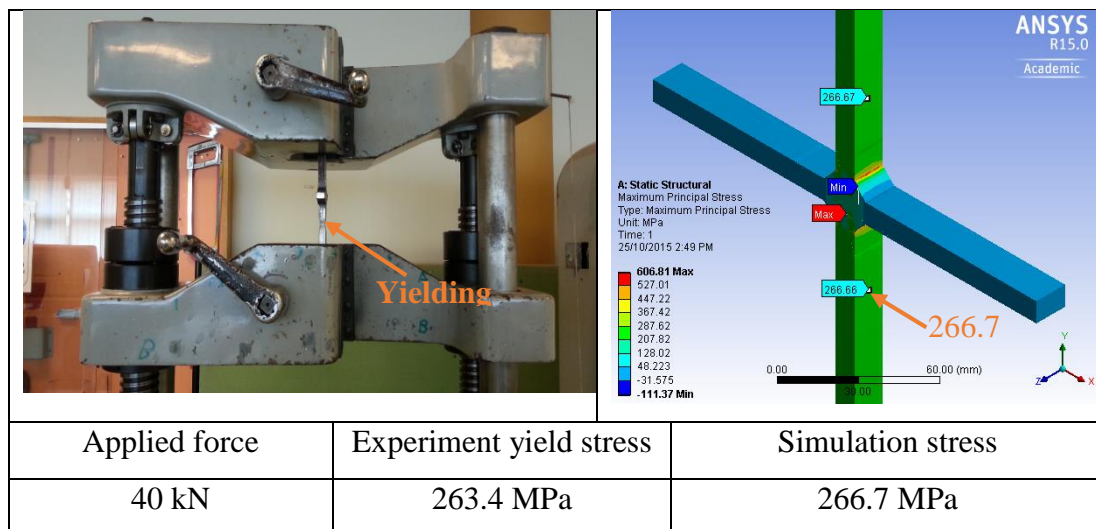 Yielding
B
B
ANSYS
R15.0
Academic
266.67
Min
Max
A: Static Structural
Maximum Principal Stress
Type: Maximum Principal Stress
Unit: MPa
Time: 1
25/10/2015 2:49 PM
606.81 Max
527.01
447.22
367.42
287.62
207.82
128.02
48.223
-31.575
-111.37 Min
266.66
266.7
0.00
60.00 (mm)
30.00
Y
Z
X
Applied force
Experiment yield stress
Simulation stress
40 kN
263.4 MPa
266.7 MPa